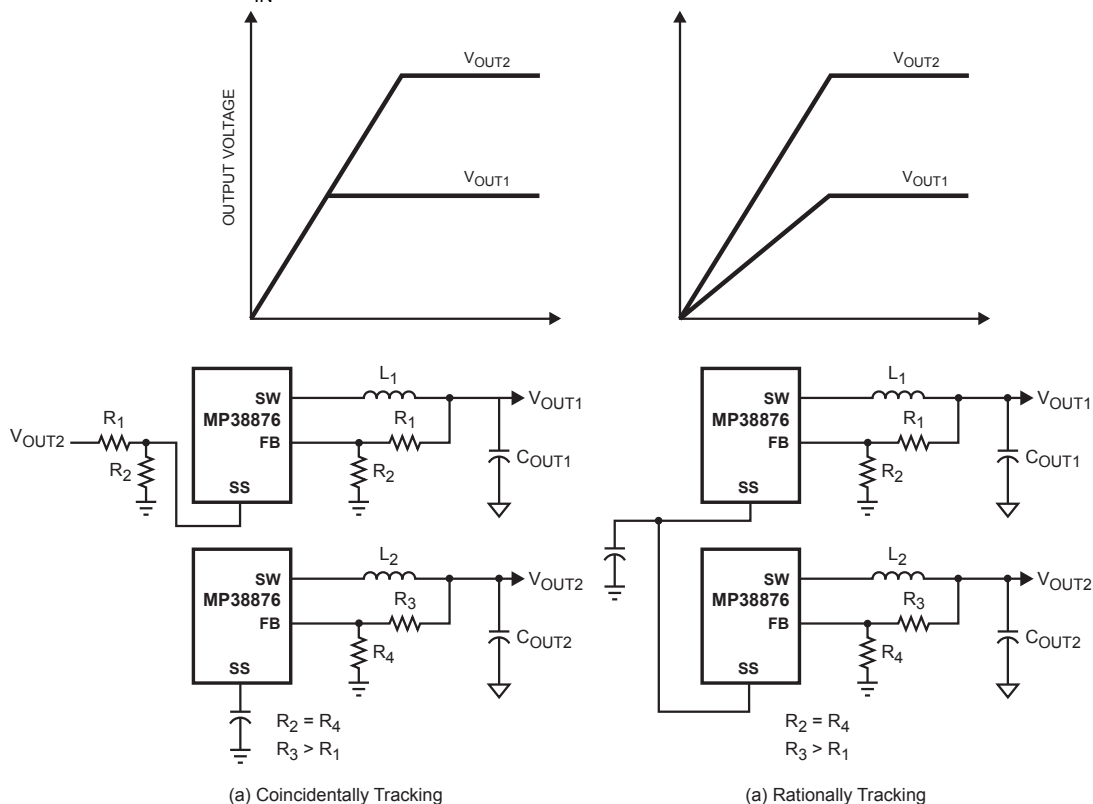 IN
OUTPUT VOLTAGE
VOUT2
VOUT1
VOUT2
VOUT1
VOUT2
R1
R2
SW
MP38876
FB
SS
L1
R1
R2
VOUT1
COUT1
SW
MP38876
FB
SS
L2
R3
R4
VOUT2
COUT2
R2 = R4
R3 > R1
(a) Coincidentally Tracking
SW
MP38876
FB
SS
L1
R1
R2
VOUT1
COUT1
SW
MP38876
FB
SS
L2
R3
R4
VOUT2
COUT2
R2 = R4
R3 > R1
(a) Rationally Tracking